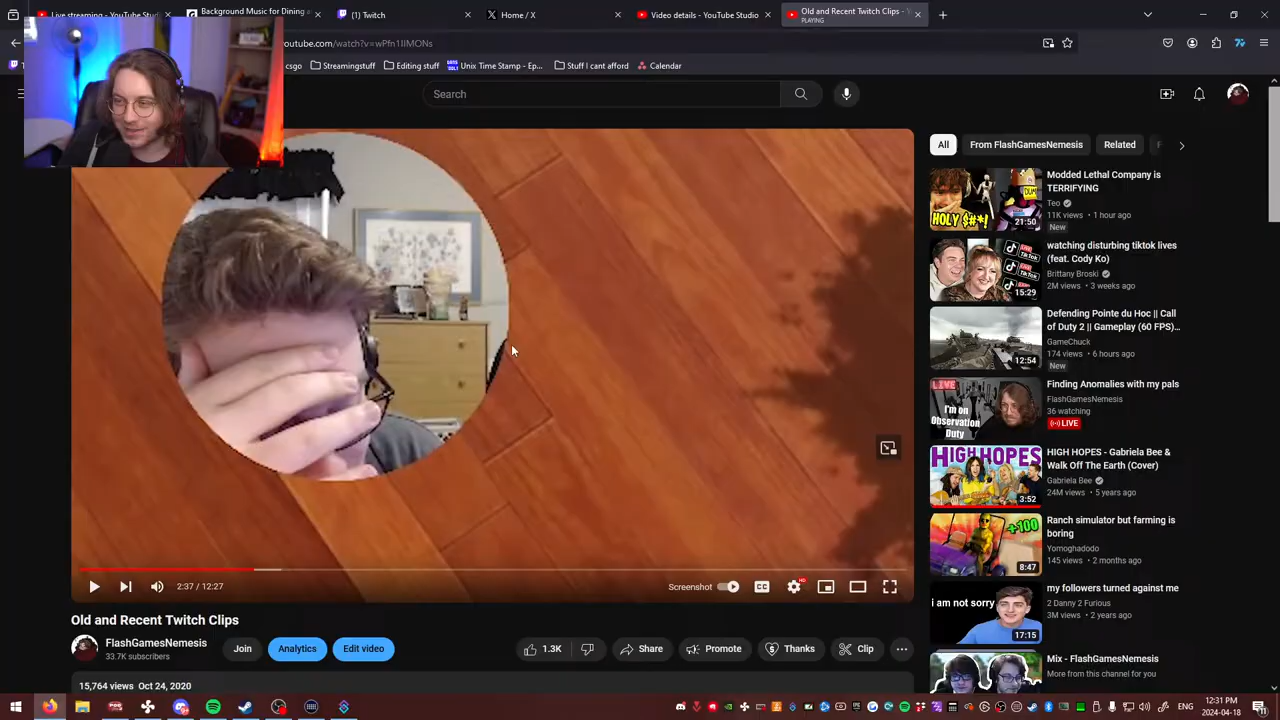 Live streaming - YouTube Studio
Background Music for Dining a
Twitch
Home / X
Video details - YouTube Studio
Old and Recent Twitch Clips -
PLAYING
outube.com/watch?v=wPfn1IIMONs
csgo
Streamingstuff
Editing stuff
Unix Time Stamp - Ep...
Stuff I cant afford
Calendar
Search
All
From FlashGamesNemesis
Related
HOLY $#*!
21:50
Modded Lethal Company is
TERRIFYING
Teo
11K views • 1 hour ago
New
15:29
watching disturbing tiktok lives
(feat. Cody Ko)
Brittany Broski
2M views • 3 weeks ago
12:54
Defending Pointe du Hoc || Call
of Duty 2 || Gameplay (60 FPS)...
GameChuck
174 views • 6 hours ago
New
LIVE
I'm on
Observation
Duty
Finding Anomalies with my pals
FlashGamesNemesis
36 watching
LIVE
HIGH HOPES
3:52
HIGH HOPES - Gabriela Bee &
Walk Off The Earth (Cover)
Gabriela Bee
24M views • 5 years ago
+100
8:47
Ranch simulator but farming is
boring
Yomoghadodo
145 views • 2 months ago
i am not sorry
17:15
my followers turned against me
2 Danny 2 Furious
3M views • 2 years ago
Mix - FlashGamesNemesis
More from this channel for you
2:37 / 12:27
Screenshot
HD
Old and Recent Twitch Clips
FlashGamesNemesis
33.7K subscribers
Join
Analytics
Edit video
1.3K
Share
Promote
Thanks
Clip
15,764 views Oct 24, 2020
12:31 PM
2024-04-18